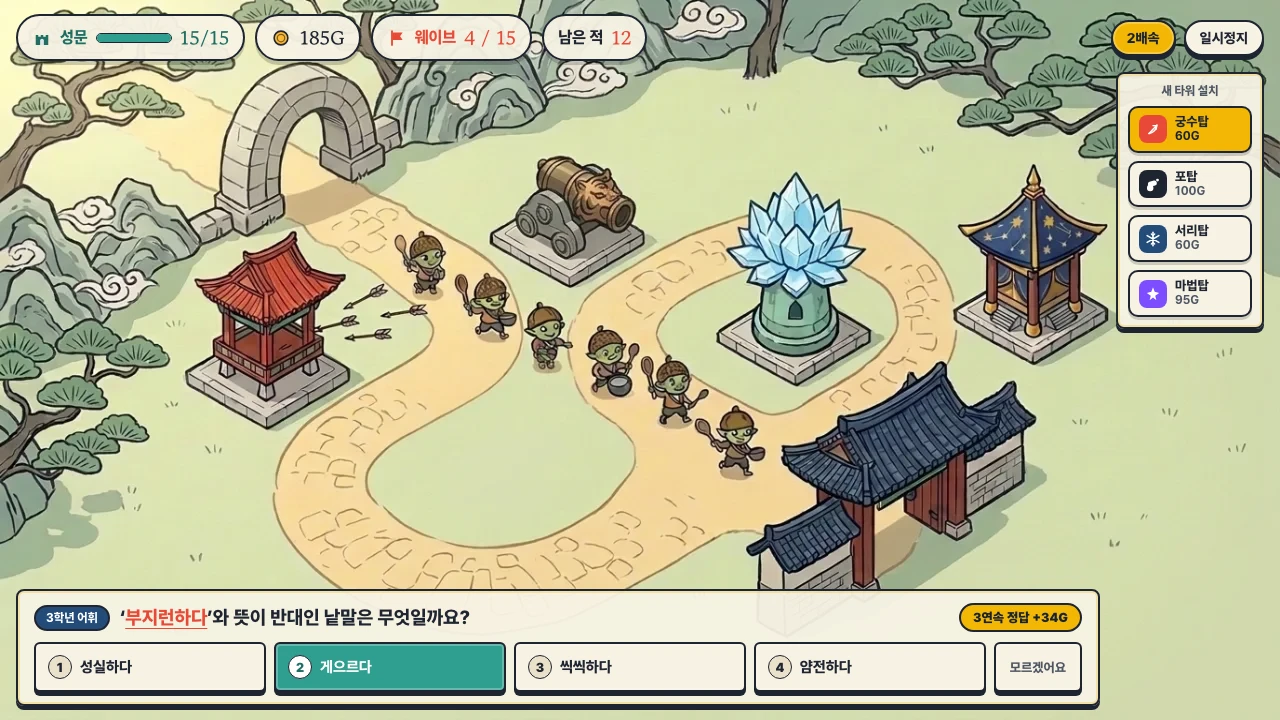 성문 15/15
185G
웨이브 4 / 15
남은 적 12
2배속
일시정지
새 타워 설치
궁수탑
60G
포탑
100G
서리탑
60G
마법탑
95G
3학년 어휘
‘부지런하다’와 뜻이 반대인 낱말은 무엇일까요?
3연속 정답 +34G
1 성실하다
2 게으르다
3 씩씩하다
4 얌전하다
모르겠어요